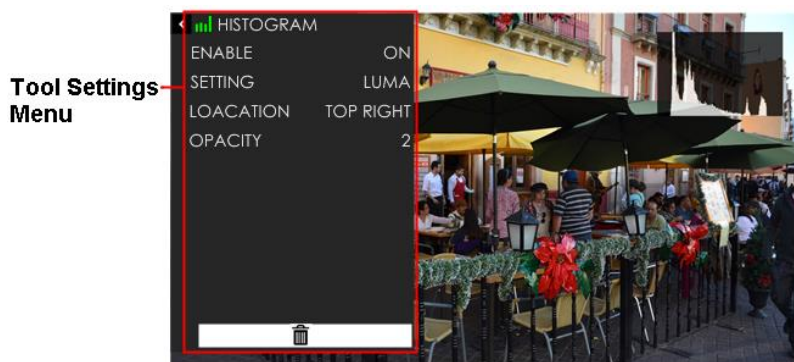 HISTOGRAM
ENABLE ON
SETTING LUMA
LOACATION TOP RIGHT
OPACITY 2
Tool Settings
Menu